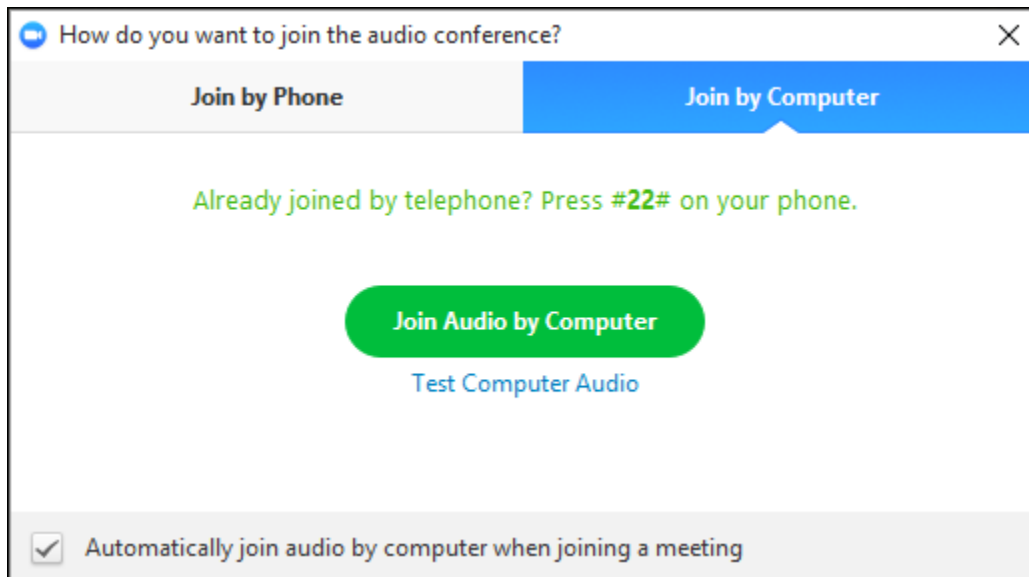 How do you want to join the audio conference?
Join by Phone
Join by Computer
Already joined by telephone? Press #22# on your phone.
Join Audio by Computer
Test Computer Audio
Automatically join audio by computer when joining a meeting